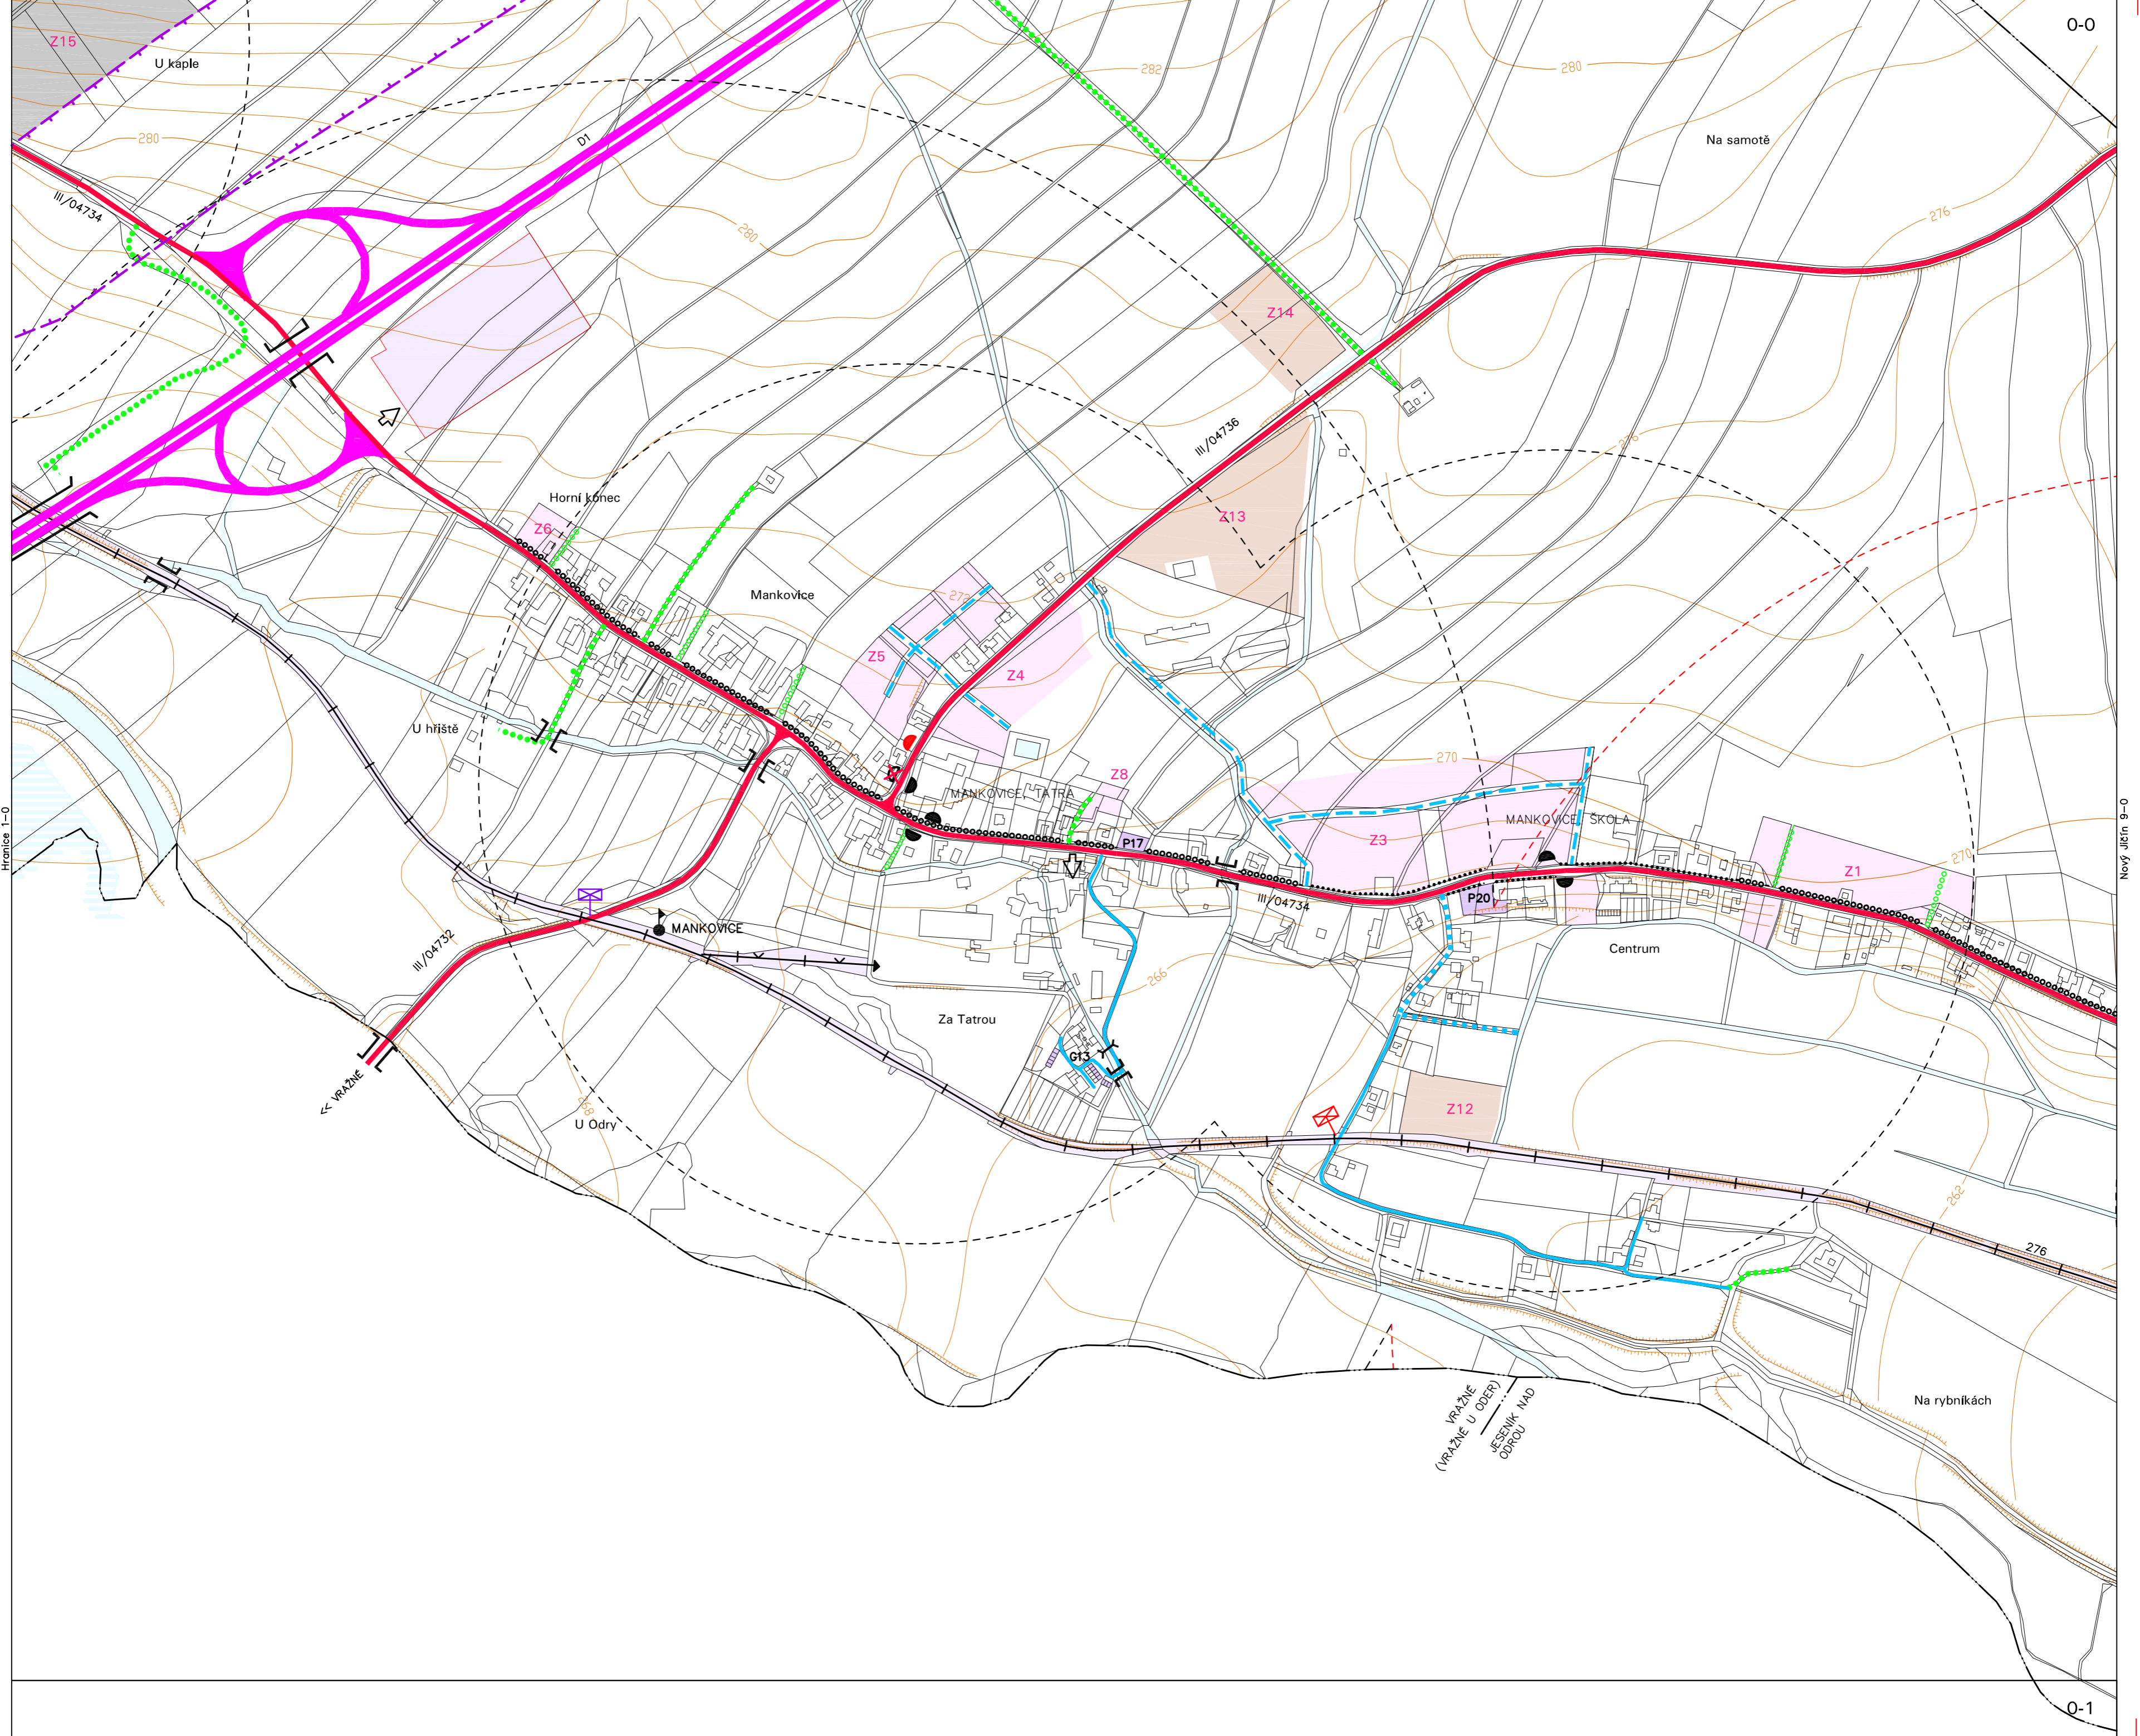 0-0
Z15
U kaple
282
280
280
D1
Na samotě
III/04734
276
280
Z14
III/04736
276
Horní konec
Z6
Z13
Mankovice
272
Z5
Z4
U hřiště
270
Z8
MANKOVICE, TATRA
Hranice 1-0
Nový Jičín 9-0
MANKOVICE, ŠKOLA
P17
Z3
270
Z1
P20
III/04734
MANKOVICE
III/04732
Centrum
266
Za Tatrou
G13
<< VRAŽNÉ
268
U Odry
Z12
262
276
VRAŽNÉ
(VRAŽNÉ U ODER)
JESENÍK NAD
ODROU
Na rybníkách
0-1